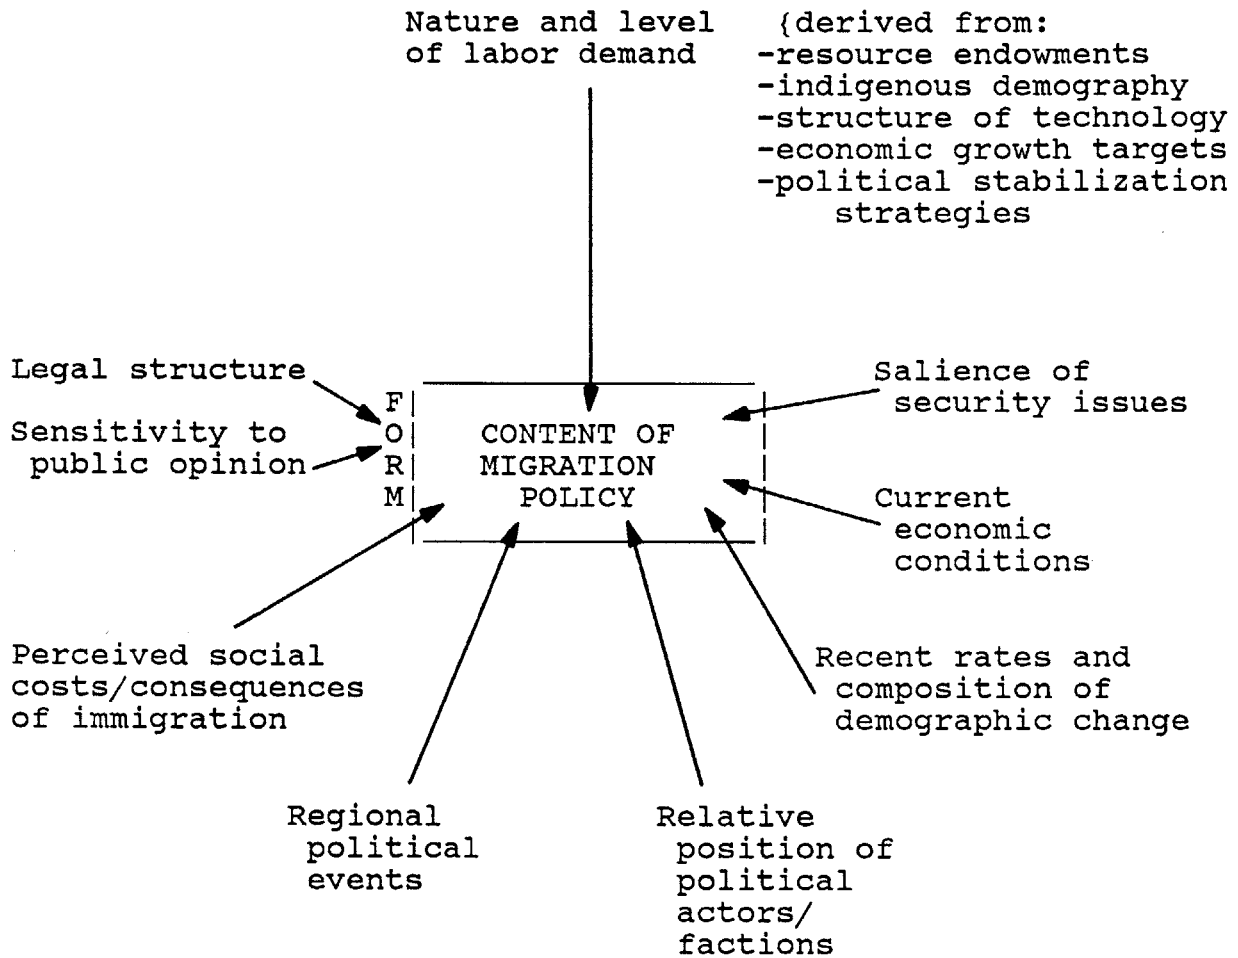 Nature and level
of labor demand
{derived from:
-resource endowments
-indigenous demography
-structure of technology
-economic growth targets
-political stabilization
strategies
Legal structure
Sensitivity to
public opinion
FORM
CONTENT OF
MIGRATION
POLICY
Salience of
security issues
Current
economic
conditions
Perceived social
costs/consequences
of immigration
Recent rates and
composition of
demographic change
Regional
political
events
Relative
position of
political
actors/
factions